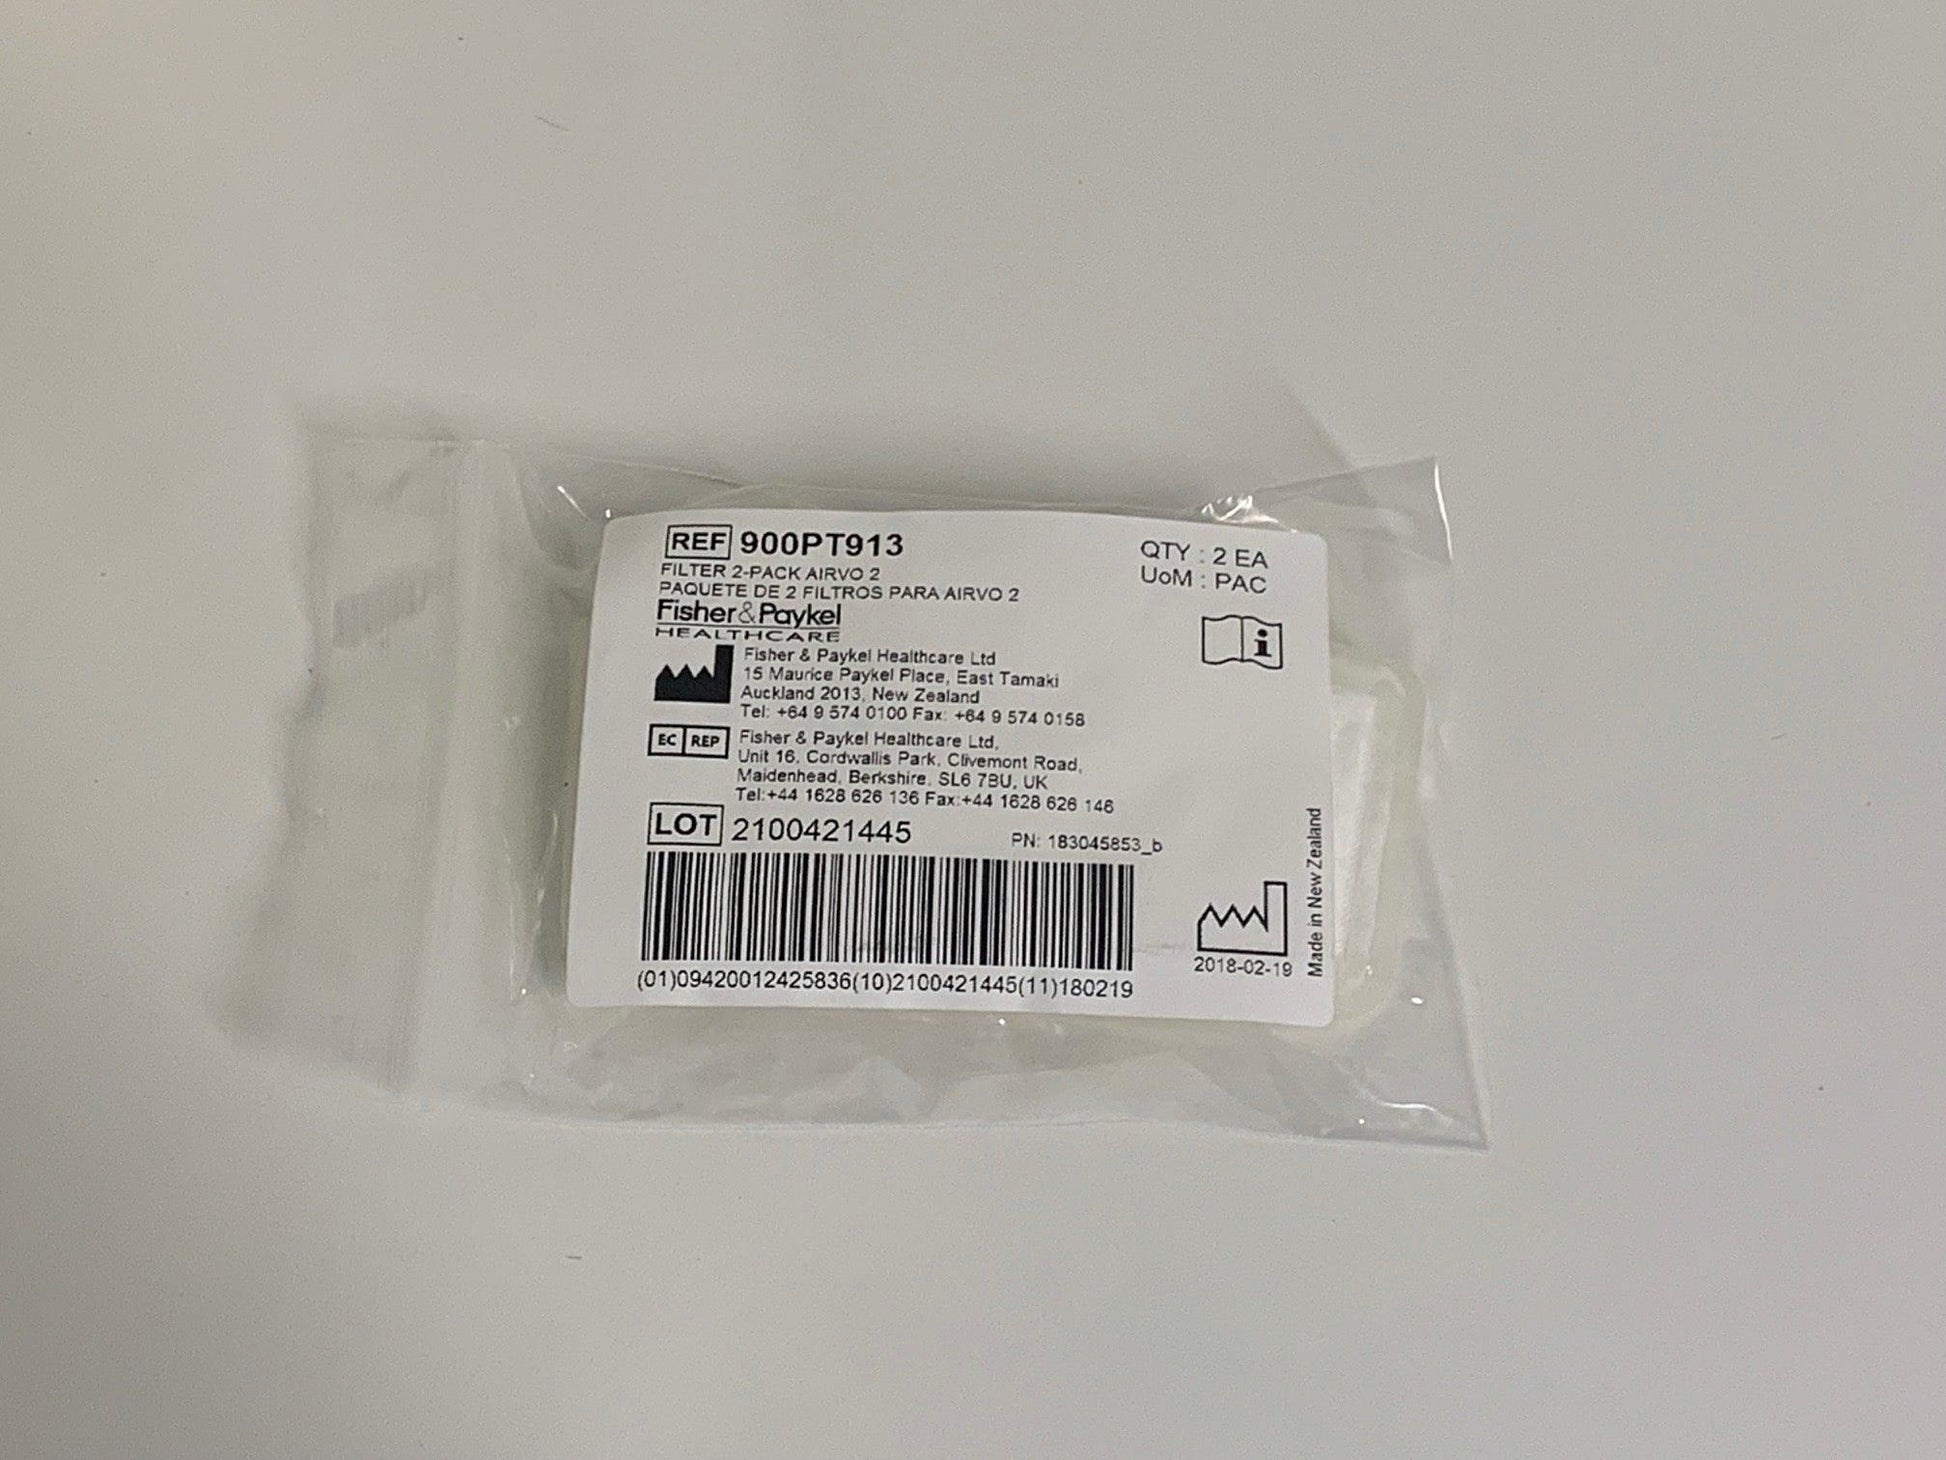 REF 900PT913
FILTER 2-PACK AIRVO 2
PAQUETE DE 2 FILTROS PARA AIRVO 2
QTY : 2 EA
UoM : PAC
Fisher&Paykel
HEALTHCARE
Fisher & Paykel Healthcare Ltd
15 Maurice Paykel Place, East Tamaki
Auckland 2013, New Zealand
Tel: +64 9 574 0100 Fax: +64 9 574 0158
EC REP
Fisher & Paykel Healthcare Ltd,
Unit 16, Cordwallis Park, Clivemont Road,
Maidenhead, Berkshire, SL6 7BU, UK
Tel:+44 1628 626 136 Fax:+44 1628 626 146
LOT 2100421445
PN: 183045853_b
(01)09420012425836(10)2100421445(11)180219
2018-02-19
Made in New Zealand